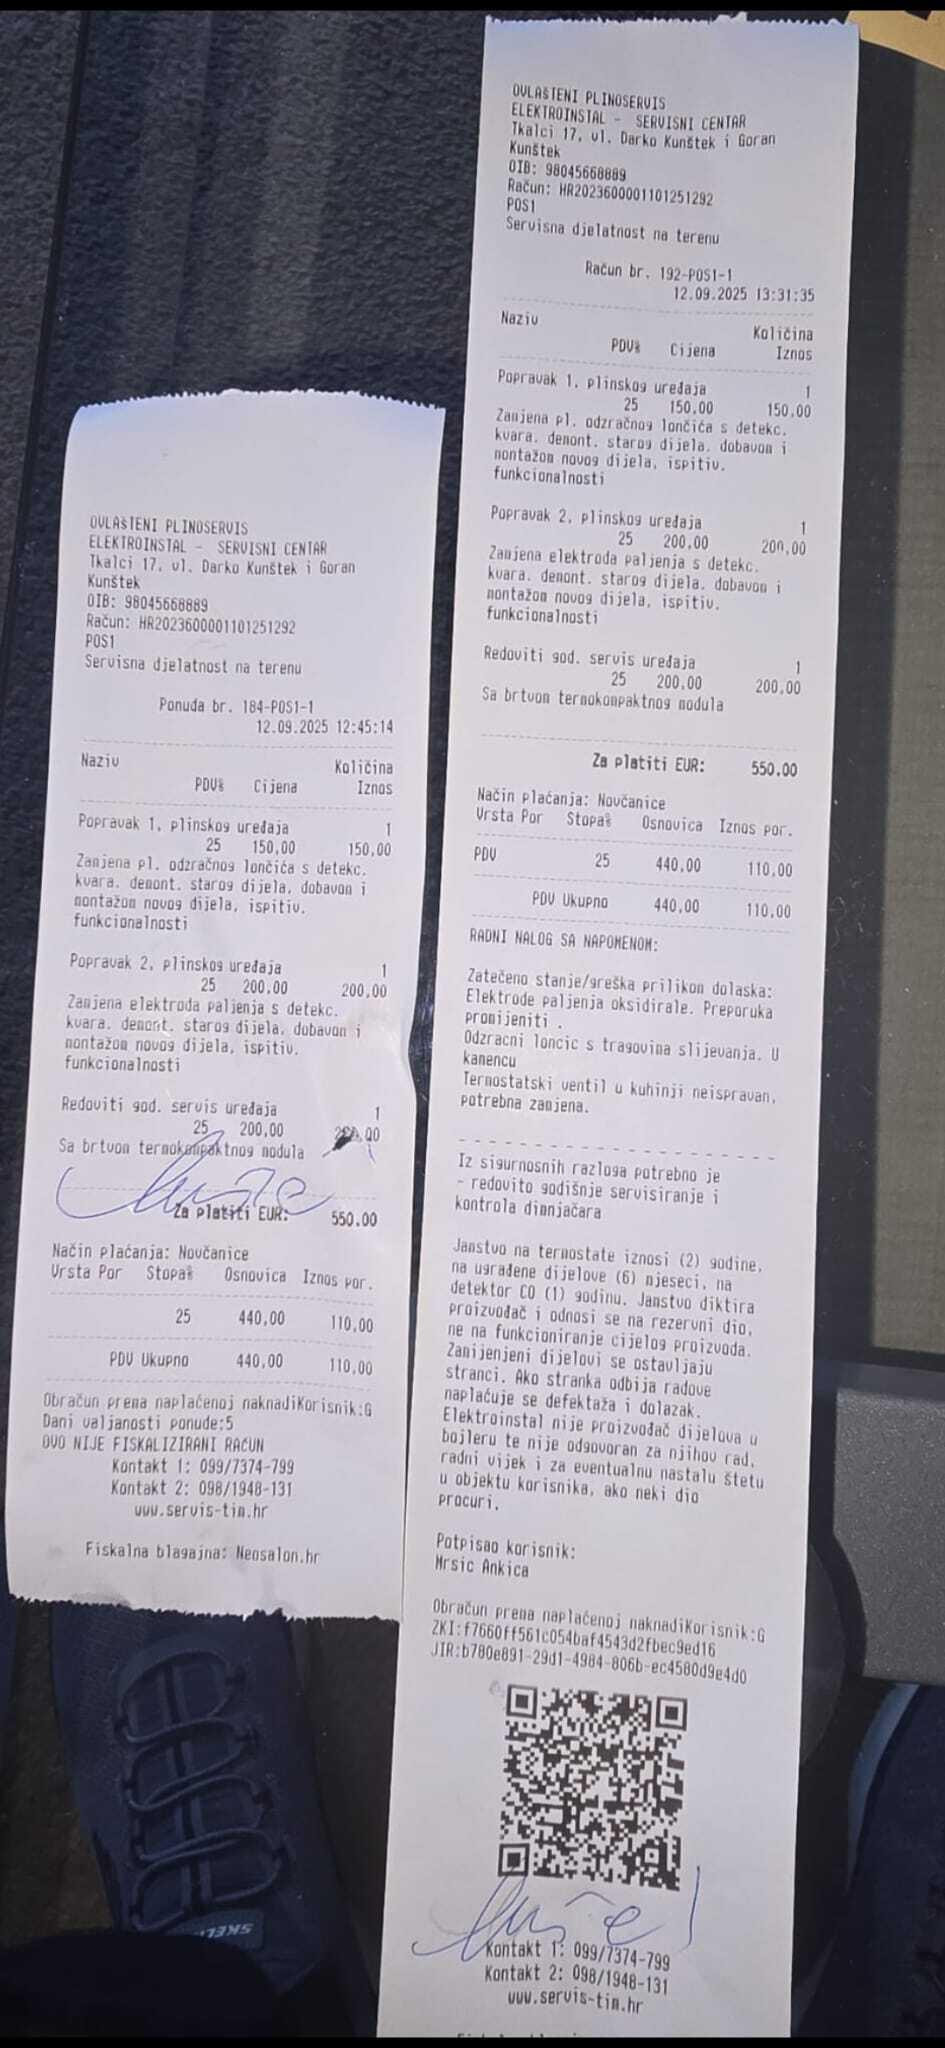 OVLAŠTENI PLINOSERVIS
ELEKTROINSTAL - SERVISNI CENTAR
Tkalci 17, vl. Darko Kunštek i Goran
Kunštek
OIB: 98045668889
Račun: HR2023600001101251292
POS1
Servisna djelatnost na terenu
Ponuda br. 184-POS1-1
12.09.2025 12:45:14
Naziv Količina
PDV% Cijena Iznos
Popravak 1. plinskog uređaja 1
25 150,00 150,00
Zamjena pl. odzračnog lončića s detekc.
kvara. demont. starog dijela, dobavom i
montažom novog dijela, ispitiv.
funkcionalnosti
Popravak 2. plinskog uređaja 1
25 200,00 200,00
Zamjena elektroda paljenja s detekc.
kvara. demont. starog dijela, dobavom i
montažom novog dijela, ispitiv.
funkcionalnosti
Redoviti god. servis uređaja 1
25 200,00
Sa brtvom termokompaktnog modula
Za platiti EUR: 550.00
Način plaćanja: Novčanice
Vrsta Por Stopa% Osnovica Iznos por.
25 440,00 110,00
PDV Ukupno 440,00 110,00
Obračun prema naplaćenoj naknadiKorisnik:G
Dani valjanosti ponude:5
OVO NIJE FISKALIZIRANI RAČUN
Kontakt 1: 099/7374-799
Kontakt 2: 098/1948-131
www.servis-tim.hr
Fiskalna blagajna: Neosalon.hr
OVLAŠTENI PLINOSERVIS
ELEKTROINSTAL - SERVISNI CENTAR
Tkalci 17, vl. Darko Kunštek i Goran
Kunštek
OIB: 98045668889
Račun: HR2023600001101251292
POS1
Servisna djelatnost na terenu
Račun br. 192-POS1-1
12.09.2025 13:31:35
Naziv Količina
PDV% Cijena Iznos
Popravak 1. plinskog uređaja 1
25 150,00 150,00
Zamjena pl. odzračnog lončića s detekc.
kvara. demont. starog dijela, dobavom i
montažom novog dijela, ispitiv.
funkcionalnosti
Popravak 2. plinskog uređaja 1
25 200,00 200,00
Zamjena elektroda paljenja s detekc.
kvara. demont. starog dijela, dobavom i
montažom novog dijela, ispitiv.
funkcionalnosti
Redoviti god. servis uređaja 1
25 200,00 200,00
Sa brtvom termokompaktnog modula
Za platiti EUR: 550.00
Način plaćanja: Novčanice
Vrsta Por Stopa% Osnovica Iznos por.
PDV 25 440,00 110,00
PDV Ukupno 440,00 110,00
RADNI NALOG SA NAPOMENOM:
Zatečeno stanje/greška prilikom dolaska:
Elektrode paljenja oksidirale. Preporuka
promijeniti .
Odzracni loncic s tragovima slijevanja. U
kamencu
Termostatski ventil u kuhinji neispravan,
potrebna zamjena.
Iz sigurnosnih razloga potrebno je
- redovito godišnje servisiranje i
kontrola dimnjačara
Jamstvo na termostate iznosi (2) godine,
na ugrađene dijelove (6) mjeseci, na
detektor CO (1) godinu. Jamstvo diktira
proizvođač i odnosi se na rezervni dio,
ne na funkcioniranje cijelog proizvoda.
Zamijenjeni dijelovi se ostavljaju
stranci. Ako stranka odbija radove
naplaćuje se defektaža i dolazak.
Elektroinstal nije proizvođač dijelova u
bojleru te nije odgovoran za njihov rad,
radni vijek i za eventualnu nastalu štetu
u objektu korisnika, ako neki dio
procuri.
Potpisao korisnik:
Mrsic Ankica
Obračun prema naplaćenoj naknadiKorisnik:G
ZKI:f7660ff561c054baf4543d2fbec9ed16
JIR:b780e891-29d1-4984-806b-ec4580d9e4d0
Kontakt 1: 099/7374-799
Kontakt 2: 098/1948-131
www.servis-tim.hr